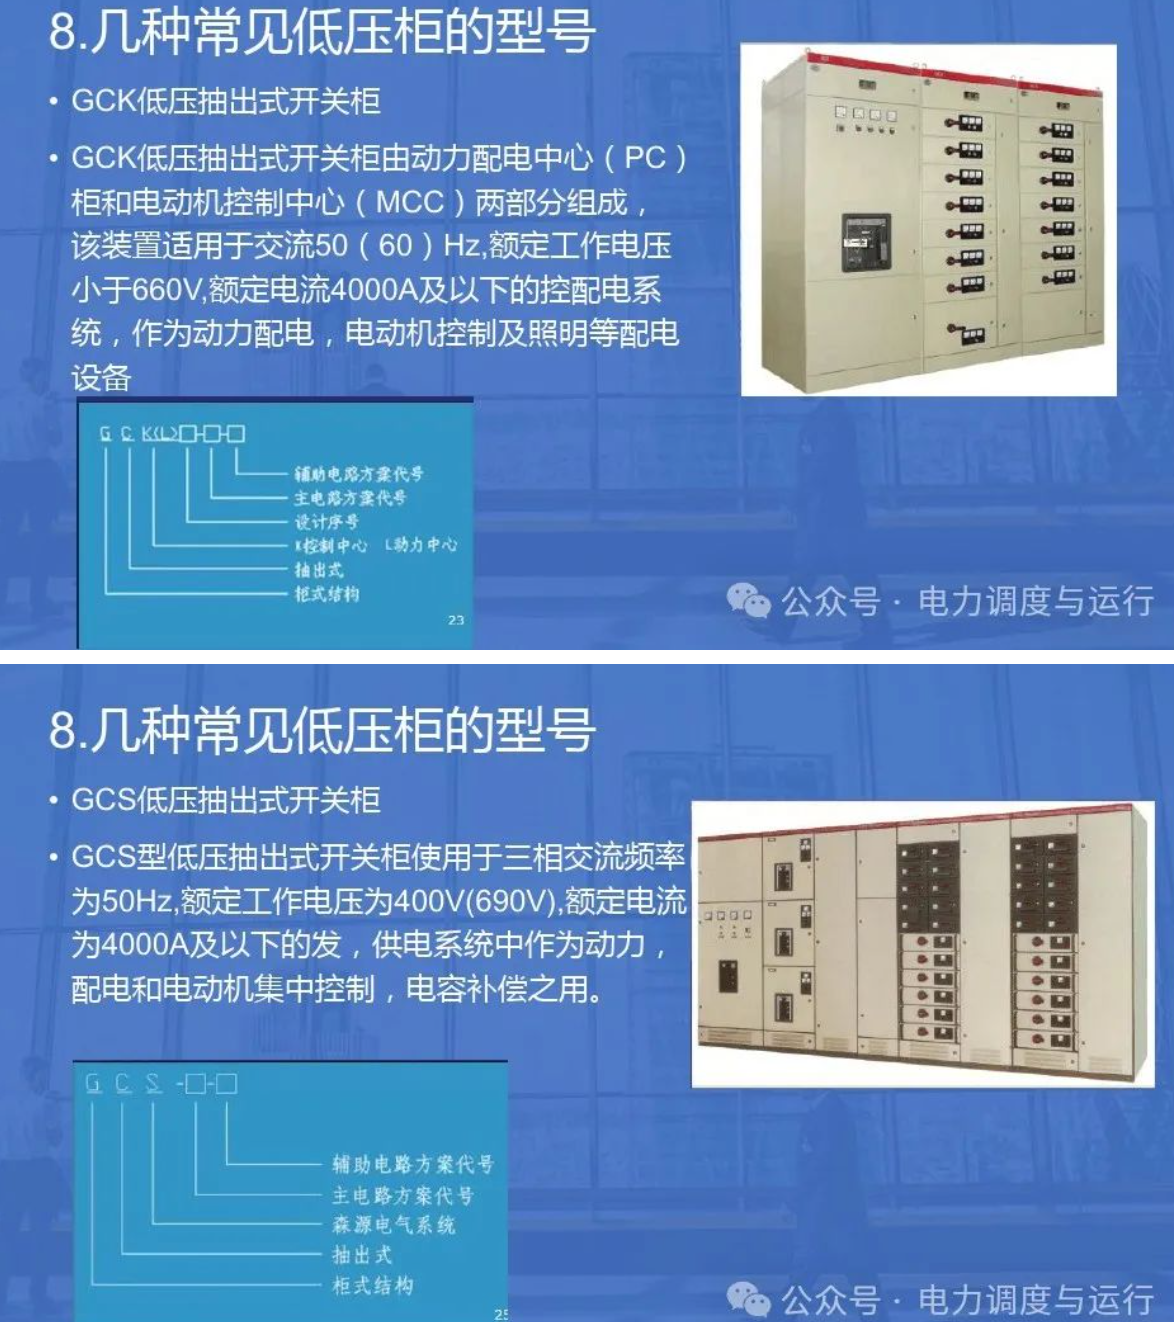 8.几种常见低压柜的型号
• GCK低压抽出式开关柜
• GCK低压抽出式开关柜由动力配电中心（PC）
柜和电动机控制中心（MCC）两部分组成，
该装置适用于交流50（60）Hz,额定工作电压
小于660V,额定电流4000A及以下的控配电系
统，作为动力配电，电动机控制及照明等配电
设备
G C K(L)□-□-□
辅助电路方案代号
主电路方案代号
设计序号
K控制中心 L动力中心
抽出式
柜式结构
23
公众号 · 电力调度与运行
8.几种常见低压柜的型号
• GCS低压抽出式开关柜
• GCS型低压抽出式开关柜使用于三相交流频率
为50Hz,额定工作电压为400V(690V),额定电流
为4000A及以下的发，供电系统中作为动力，
配电和电动机集中控制，电容补偿之用。
G C S -□-□
辅助电路方案代号
主电路方案代号
森源电气系统
抽出式
柜式结构
25
公众号 · 电力调度与运行